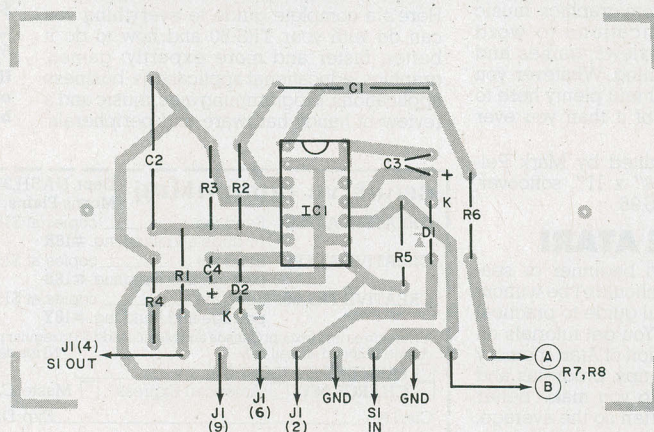 C1
C2
C3
+
R3
R2
IC1
K
R6
D1
R5
C4
R1
+
D2
R4
K
J1(4)
SI OUT
A
R7,R8
B
J1
(9)
J1
(6)
J1
(2)
GND
SI
IN
GND